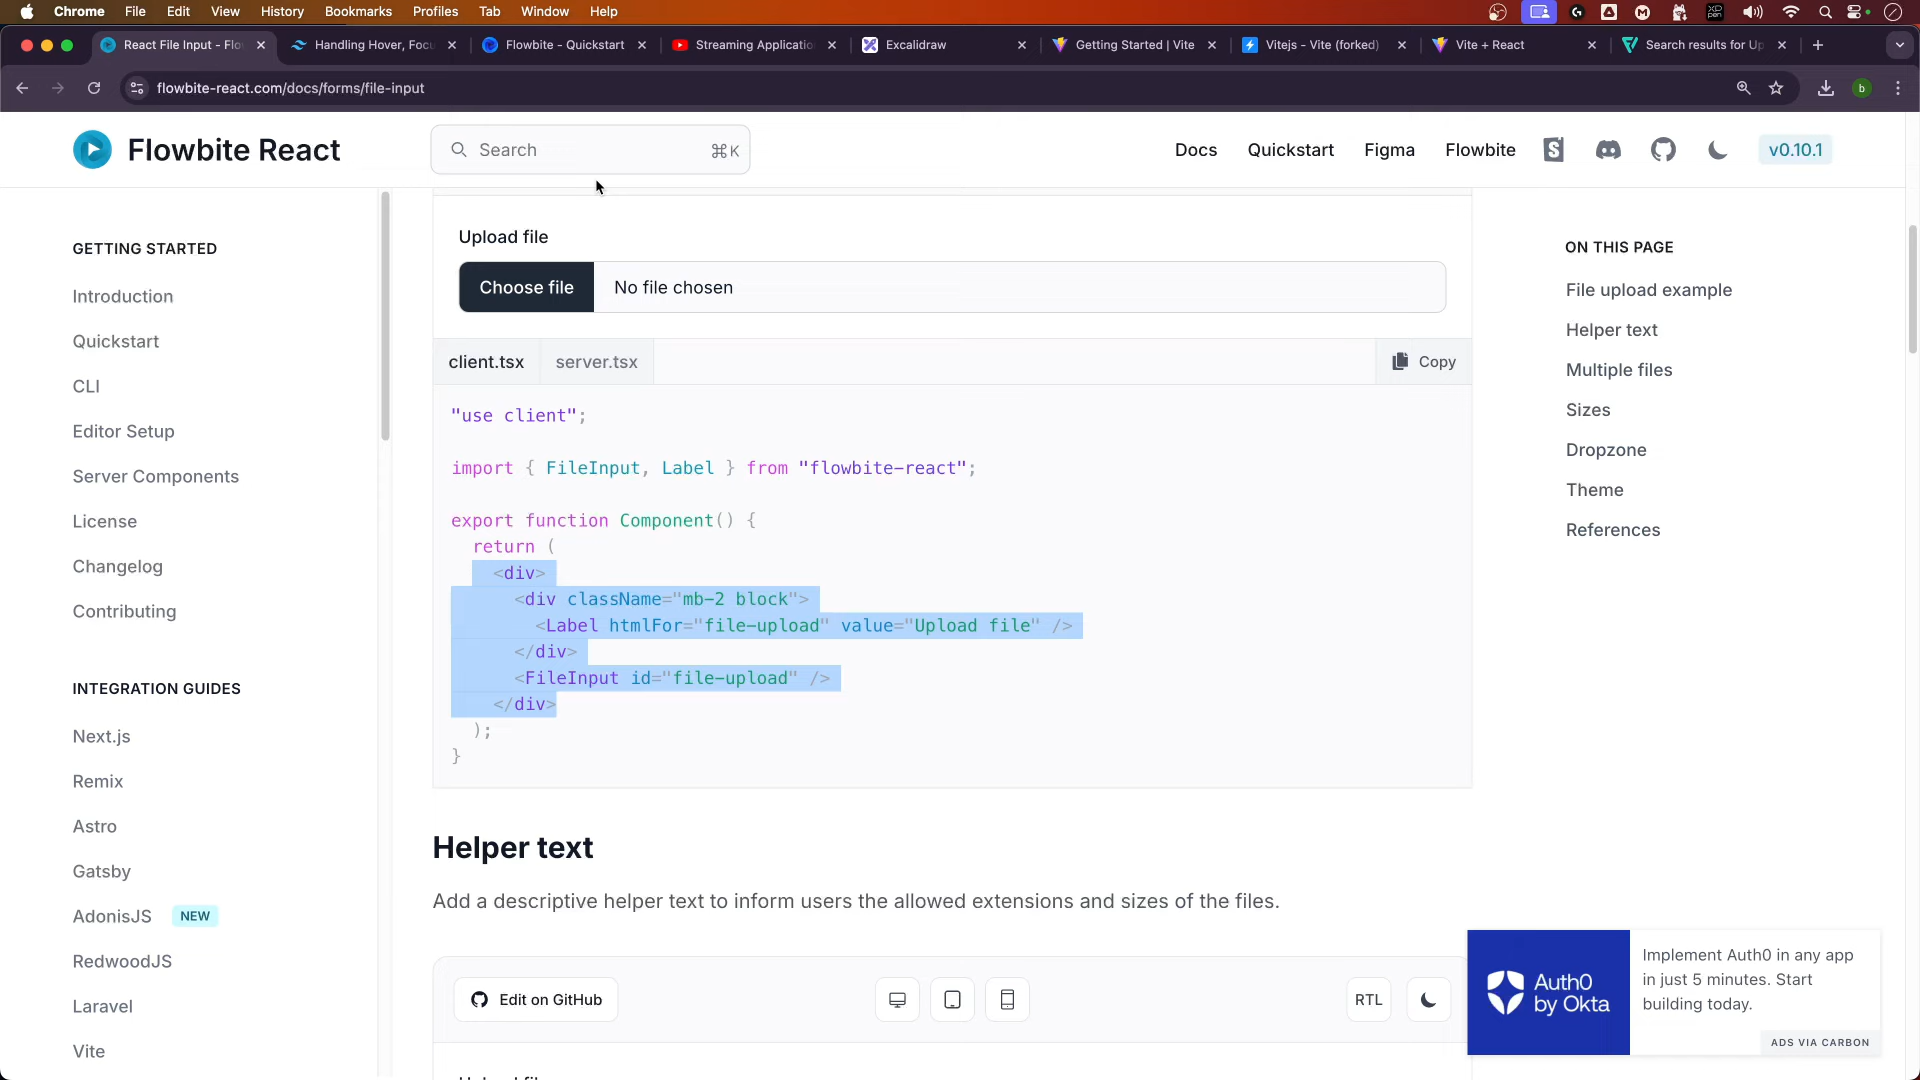 Chrome File Edit View History Bookmarks Profiles Tab Window Help
React File Input - Flo
Handling Hover, Focu
Flowbite - Quickstart
Streaming Applicatio
Excalidraw
Getting Started | Vite
Vitejs - Vite (forked)
Vite + React
Search results for Up
flowbite-react.com/docs/forms/file-input
b
Flowbite React
Search
⌘K
Docs
Quickstart
Figma
Flowbite
v0.10.1
GETTING STARTED
Introduction
Quickstart
CLI
Editor Setup
Server Components
License
Changelog
Contributing
INTEGRATION GUIDES
Next.js
Remix
Astro
Gatsby
AdonisJS NEW
RedwoodJS
Laravel
Vite
Upload file
Choose file No file chosen
client.tsx server.tsx Copy
"use client";
import { FileInput, Label } from "flowbite-react";
export function Component() {
return (
<div>
<div className="mb-2 block">
<Label htmlFor="file-upload" value="Upload file" />
</div>
<FileInput id="file-upload" />
</div>
);
}
Helper text
Add a descriptive helper text to inform users the allowed extensions and sizes of the files.
Edit on GitHub
RTL
ON THIS PAGE
File upload example
Helper text
Multiple files
Sizes
Dropzone
Theme
References
Auth0
by Okta
Implement Auth0 in any app
in just 5 minutes. Start
building today.
ADS VIA CARBON